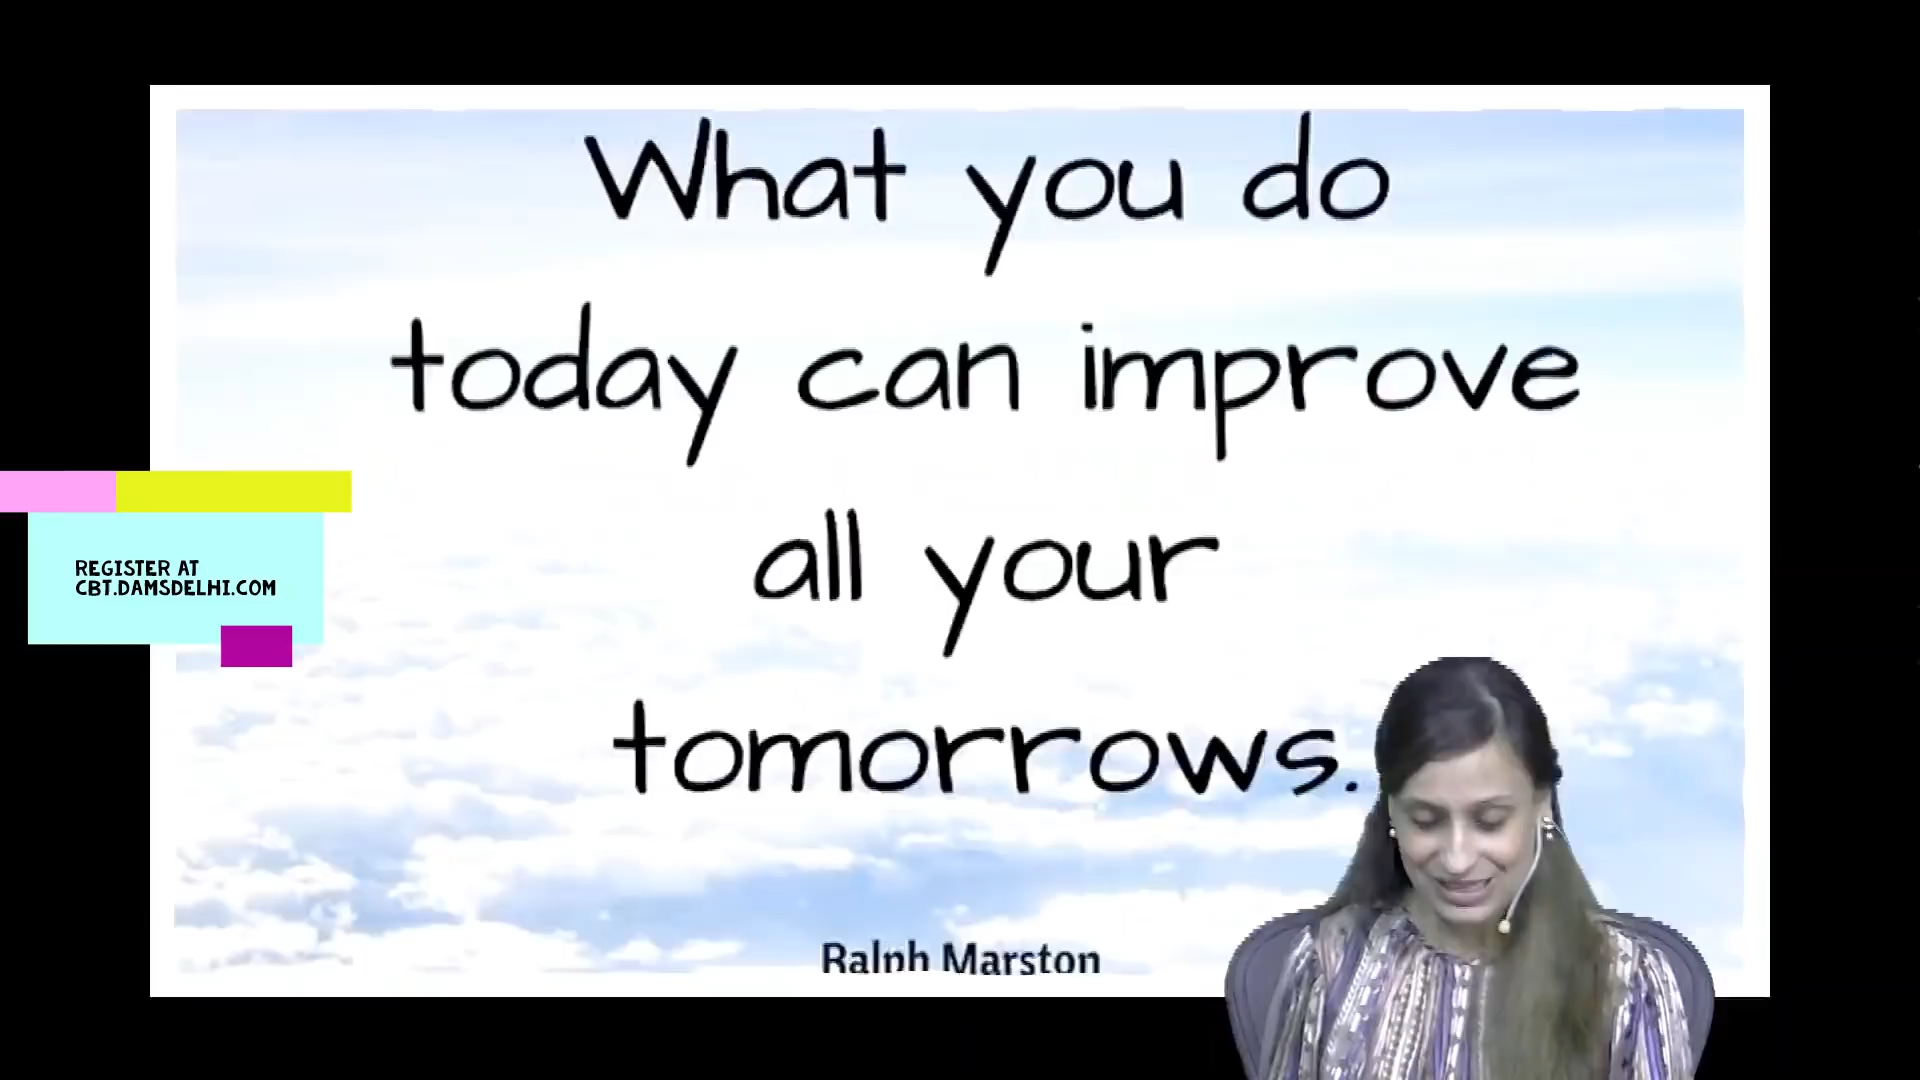 What you do
today can improve
all your
tomorrows.
REGISTER AT
CBT.DAMSDELHI.COM
Ralph Marston